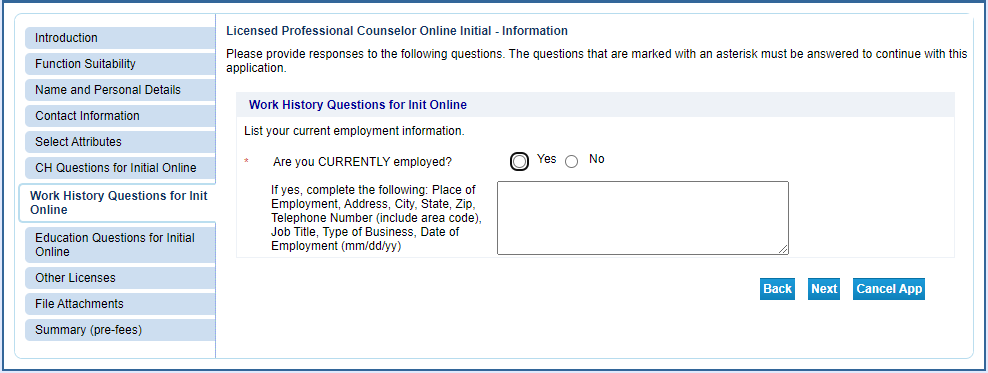 Introduction
Function Suitability
Name and Personal Details
Contact Information
Select Attributes
CH Questions for Initial Online
Work History Questions for Init
Online
Education Questions for Initial
Online
Other Licenses
File Attachments
Summary (pre-fees)
Licensed Professional Counselor Online Initial - Information
Please provide responses to the following questions. The questions that are marked with an asterisk must be answered to continue with this
application.
Work History Questions for Init Online
List your current employment information.
* Are you CURRENTLY employed? Yes No
If yes, complete the following: Place of
Employment, Address, City, State, Zip,
Telephone Number (include area code),
Job Title, Type of Business, Date of
Employment (mm/dd/yy)
Back Next Cancel App